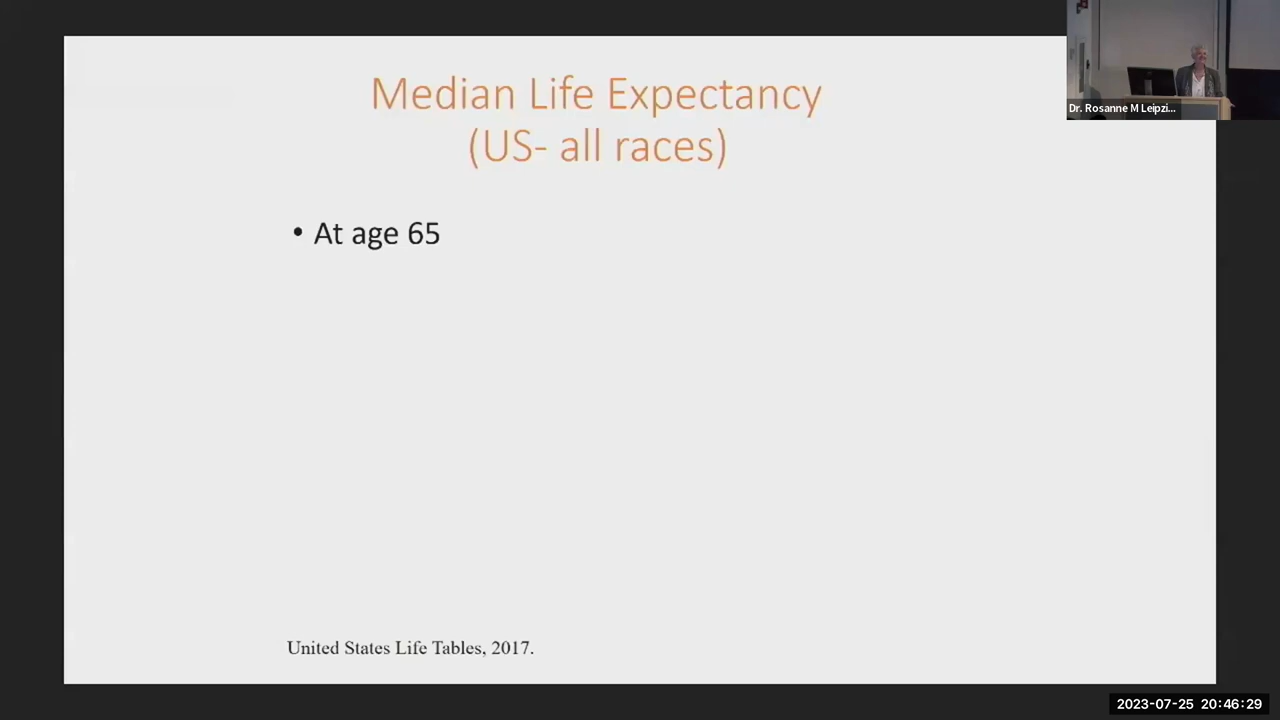 Median Life Expectancy
(US- all races)
• At age 65
United States Life Tables, 2017.
Dr. Rosanne M Leipzi...
2023-07-25 20:46:29